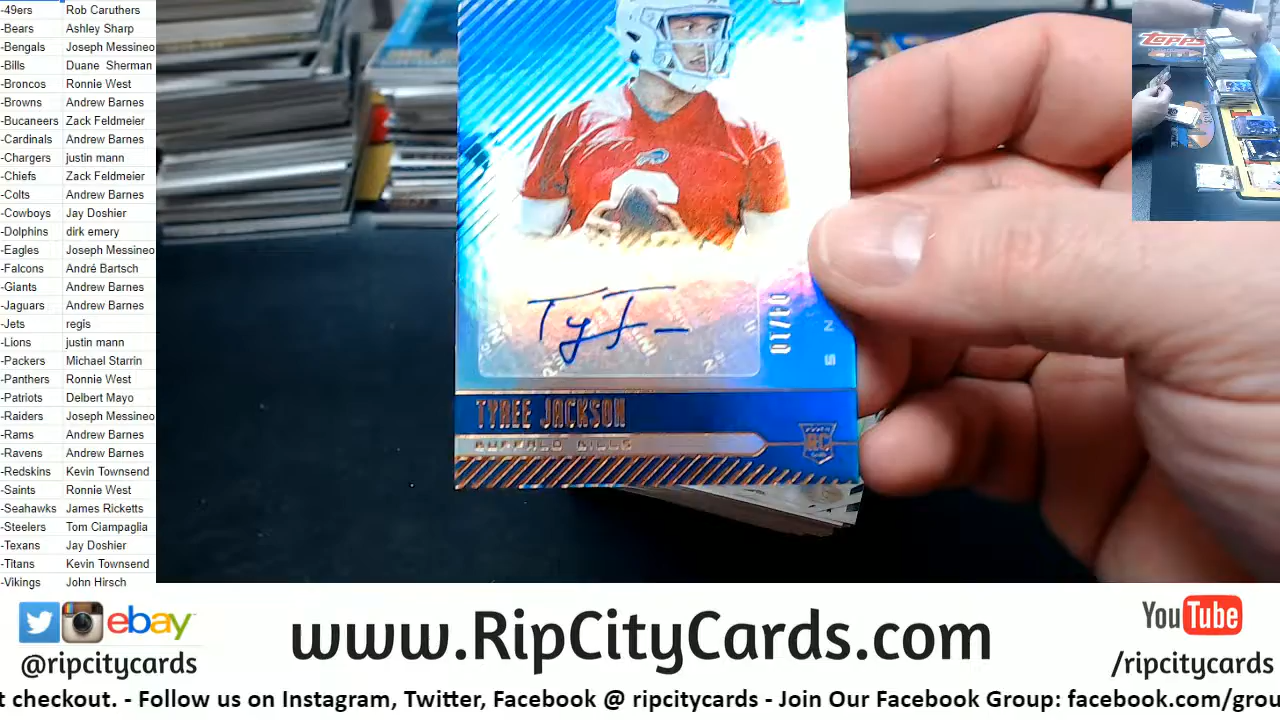 -49ers Rob Caruthers
-Bears Ashley Sharp
-Bengals Joseph Messineo
-Bills Duane Sherman
-Broncos Ronnie West
-Browns Andrew Barnes
-Bucaneers Zack Feldmeier
-Cardinals Andrew Barnes
-Chargers justin mann
-Chiefs Zack Feldmeier
-Colts Andrew Barnes
-Cowboys Jay Doshier
-Dolphins dirk emery
-Eagles Joseph Messineo
-Falcons André Bartsch
-Giants Andrew Barnes
-Jaguars Andrew Barnes
-Jets regis
-Lions justin mann
-Packers Michael Starrin
-Panthers Ronnie West
-Patriots Delbert Mayo
-Raiders Joseph Messineo
-Rams Andrew Barnes
-Ravens Andrew Barnes
-Redskins Kevin Townsend
-Saints Ronnie West
-Seahawks James Ricketts
-Steelers Tom Ciampaglia
-Texans Jay Doshier
-Titans Kevin Townsend
-Vikings John Hirsch
Topps
TYREE JACKSON
BUFFALO BILLS
RC
ebay
@ripcitycards
www.RipCityCards.com
YouTube
/ripcitycards
t checkout. - Follow us on Instagram, Twitter, Facebook @ ripcitycards - Join Our Facebook Group: facebook.com/grou